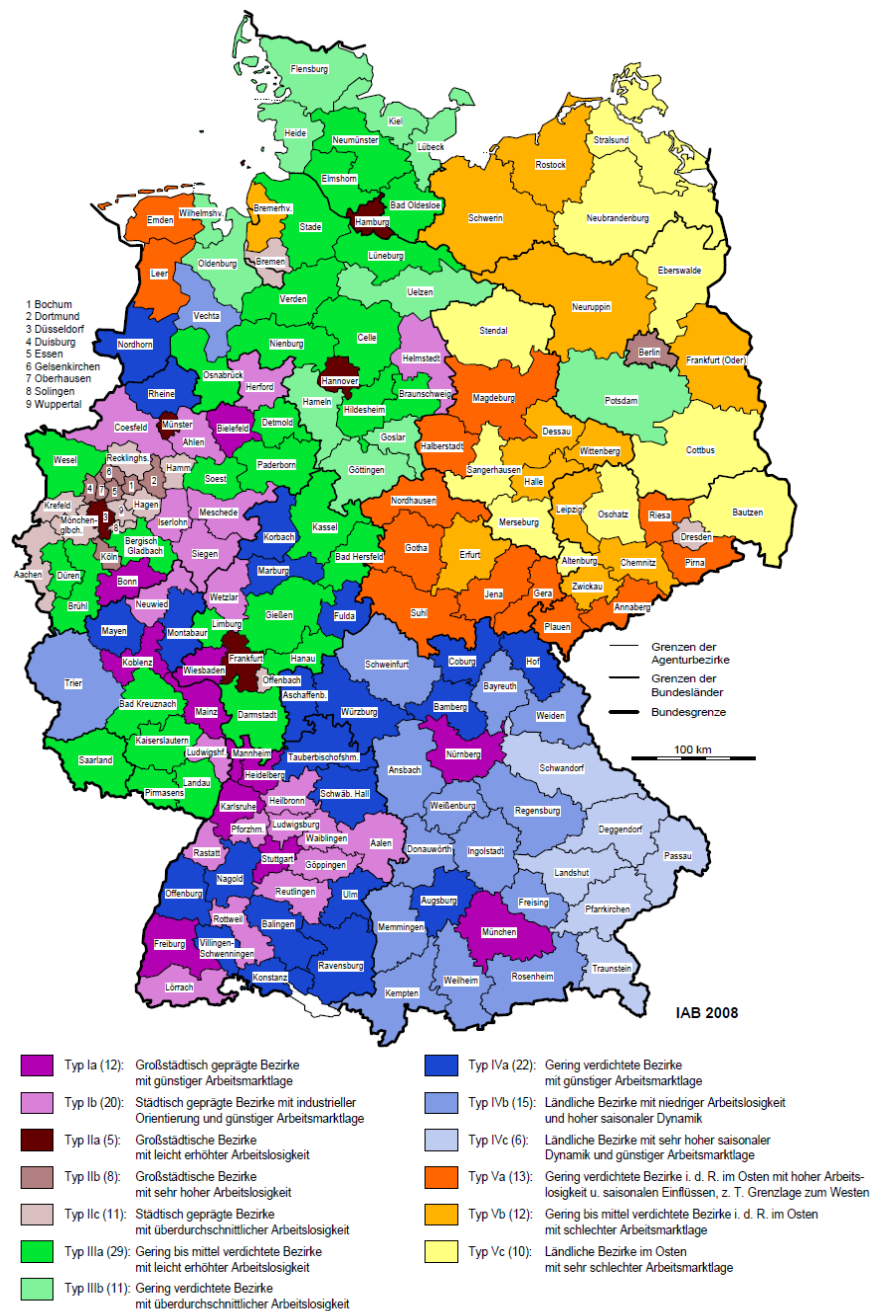 Flensburg
Kiel
Heide
Neumünster
Lübeck
Stralsund
Rostock
Elmshorn
Bad Oldesloe
Schwerin
Neubrandenburg
Wilhelmshv.
Bremerhv.
Emden
Stade
Hamburg
Oldenburg
Bremen
Lüneburg
Eberswalde
Leer
Uelzen
Neuruppin
1 Bochum
2 Dortmund
3 Düsseldorf
4 Duisburg
5 Essen
6 Gelsenkirchen
7 Oberhausen
8 Solingen
9 Wuppertal
Verden
Vechta
Stendal
Nordhorn
Nienburg
Celle
Helmstedt
Berlin
Frankfurt (Oder)
Osnabrück
Herford
Hannover
Rheine
Hameln
Braunschweig
Magdeburg
Potsdam
Hildesheim
Coesfeld
Münster
Bielefeld
Detmold
Ahlen
Goslar
Halberstadt
Dessau
Wittenberg
Cottbus
Wesel
Recklinghs.
Hamm
Paderborn
Göttingen
Sangerhausen
Halle
6
4
7
5
1
2
Soest
Krefeld
Hagen
9
Mönchen-
glbch.
3
8
Iserlohn
Meschede
Nordhausen
Merseburg
Leipzig
Oschatz
Riesa
Bautzen
Kassel
Korbach
Dresden
Bergisch
Gladbach
Köln
Siegen
Bad Hersfeld
Gotha
Erfurt
Altenburg
Chemnitz
Pirna
Aachen
Düren
Bonn
Marburg
Zwickau
Jena
Gera
Annaberg
Brühl
Neuwied
Wetzlar
Gießen
Suhl
Plauen
Mayen
Montabaur
Limburg
Fulda
Koblenz
Wiesbaden
Frankfurt
Hanau
Offenbach
Aschaffenb.
Schweinfurt
Coburg
Hof
Trier
Bayreuth
Bad Kreuznach
Mainz
Darmstadt
Würzburg
Bamberg
Weiden
Grenzen der
Agenturbezirke
Grenzen der
Bundesländer
Bundesgrenze
100 km
Kaiserslautern
Ludwigshf.
Mannheim
Tauberbischofshm.
Nürnberg
Saarland
Heidelberg
Ansbach
Schwandorf
Landau
Pirmasens
Schwäb. Hall
Karlsruhe
Heilbronn
Weißenburg
Regensburg
Pforzhm.
Ludwigsburg
Waiblingen
Aalen
Deggendorf
Rastatt
Stuttgart
Göppingen
Donauwörth
Ingolstadt
Passau
Nagold
Reutlingen
Landshut
Offenburg
Ulm
Augsburg
Freising
Pfarrkirchen
Rottweil
Balingen
Memmingen
München
Freiburg
Villingen-
Schwenningen
Ravensburg
Traunstein
Konstanz
Weilheim
Rosenheim
Lörrach
Kempten
IAB 2008
Typ Ia (12): Großstädtisch geprägte Bezirke
mit günstiger Arbeitsmarktlage
Typ Ib (20): Städtisch geprägte Bezirke mit industrieller
Orientierung und günstiger Arbeitsmarktlage
Typ IIa (5): Großstädtische Bezirke
mit leicht erhöhter Arbeitslosigkeit
Typ IIb (8): Großstädtische Bezirke
mit sehr hoher Arbeitslosigkeit
Typ IIc (11): Städtisch geprägte Bezirke
mit überdurchschnittlicher Arbeitslosigkeit
Typ IIIa (29): Gering bis mittel verdichtete Bezirke
mit leicht erhöhter Arbeitslosigkeit
Typ IIIb (11): Gering verdichtete Bezirke
mit überdurchschnittlicher Arbeitslosigkeit
Typ IVa (22): Gering verdichtete Bezirke
mit günstiger Arbeitsmarktlage
Typ IVb (15): Ländliche Bezirke mit niedriger Arbeitslosigkeit
und hoher saisonaler Dynamik
Typ IVc (6): Ländliche Bezirke mit sehr hoher saisonaler
Dynamik und günstiger Arbeitsmarktlage
Typ Va (13): Gering verdichtete Bezirke i. d. R. im Osten mit hoher Arbeits-
losigkeit u. saisonalen Einflüssen, z. T. Grenzlage zum Westen
Typ Vb (12): Gering bis mittel verdichtete Bezirke i. d. R. im Osten
mit schlechter Arbeitsmarktlage
Typ Vc (10): Ländliche Bezirke im Osten
mit sehr schlechter Arbeitsmarktlage